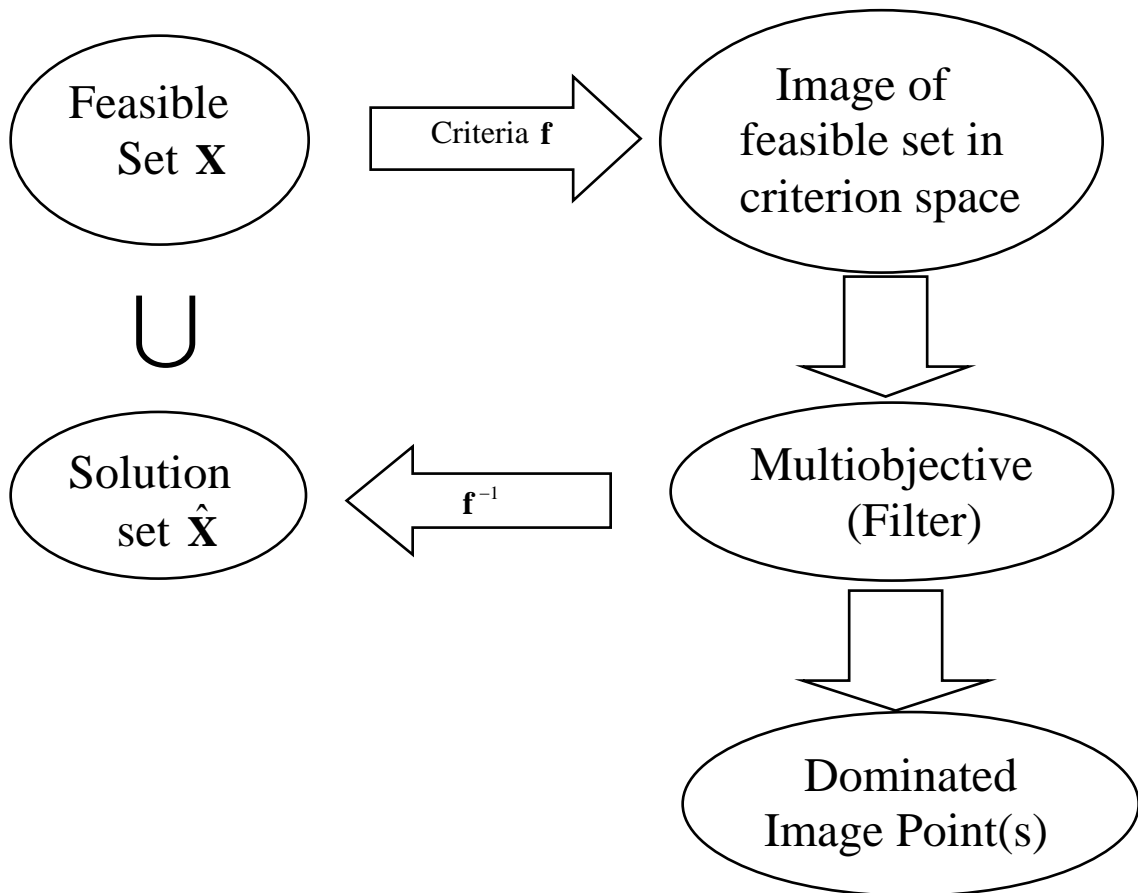 Feasible
Set X
Criteria f
Image of
feasible set in
criterion space
∪
Solution
set X̂
f⁻¹
Multiobjective
(Filter)
Dominated
Image Point(s)